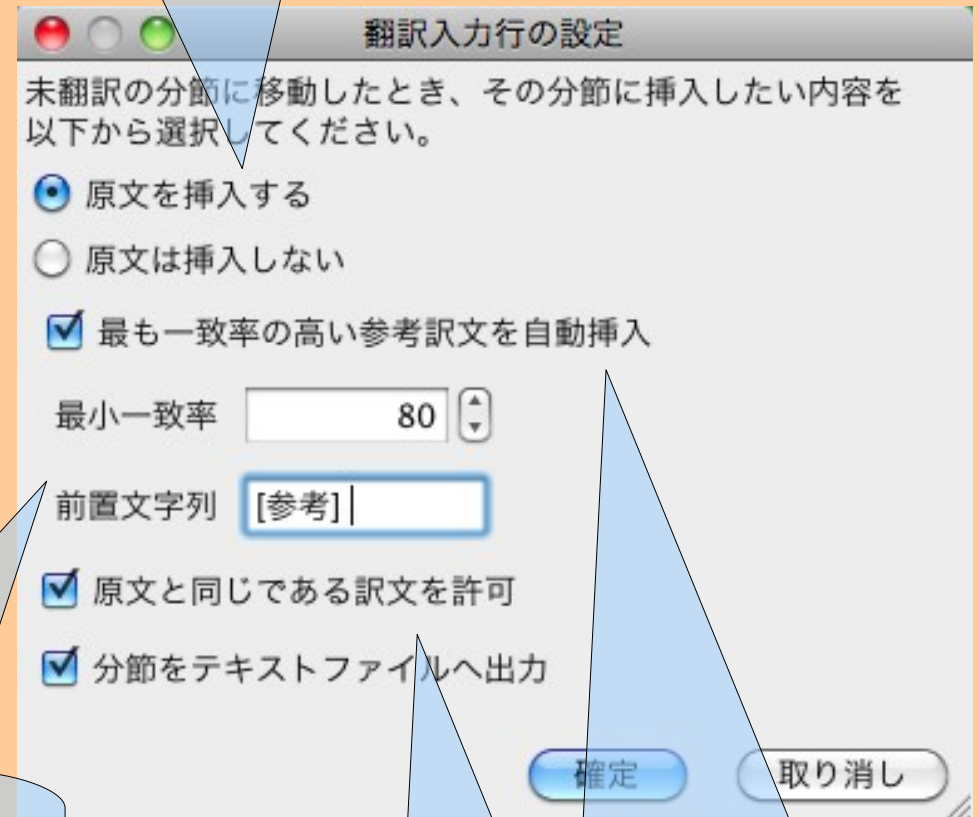 翻訳入力行の設定
未翻訳の分節に移動したとき、その分節に挿入したい内容を
以下から選択してください。
原文を挿入する
原文は挿入しない
最も一致率の高い参考訳文を自動挿入
最小一致率 80
前置文字列 [参考]
原文と同じである訳文を許可
分節をテキストファイルへ出力
確定 取り消し